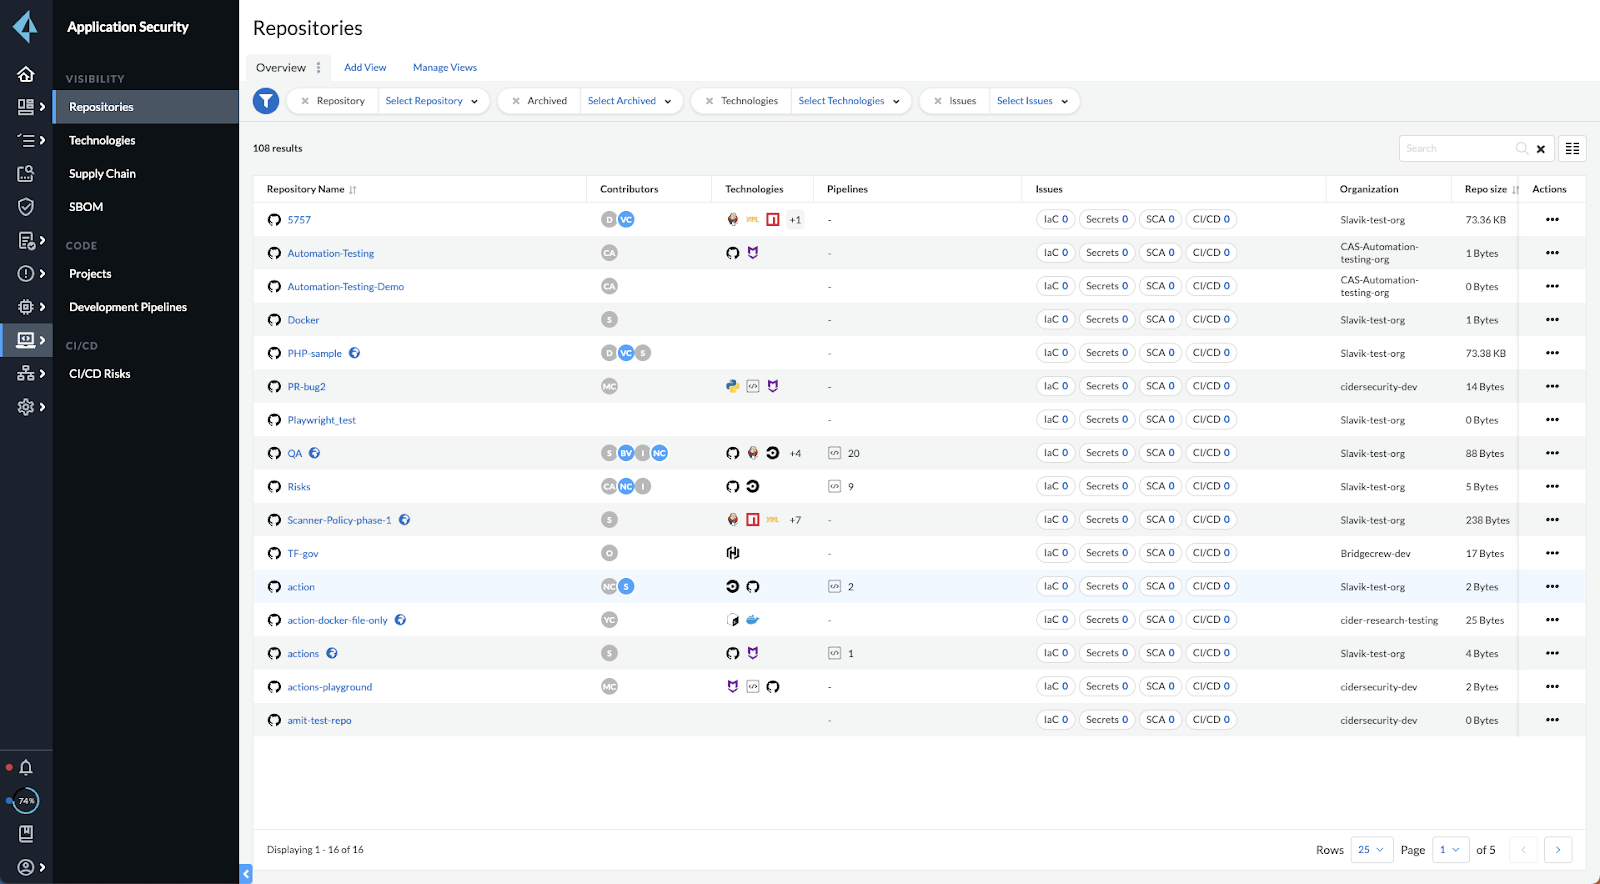 Application Security
VISIBILITY
Repositories
Technologies
Supply Chain
SBOM
CODE
Projects
Development Pipelines
CI/CD
CI/CD Risks
74%
Repositories
Overview Add View Manage Views
Repository Select Repository Archived Select Archived Technologies Select Technologies Issues Select Issues
108 results
Search
Repository Name Contributors Technologies Pipelines Issues Organization Repo size Actions
5757 D VC YAML +1 - IaC 0 Secrets 0 SCA 0 CI/CD 0 Slavik-test-org 73.36 KB
Automation-Testing CA - IaC 0 Secrets 0 SCA 0 CI/CD 0 CAS-Automation-
testing-org 1 Bytes
Automation-Testing-Demo CA - IaC 0 Secrets 0 SCA 0 CI/CD 0 CAS-Automation-
testing-org 0 Bytes
Docker S - IaC 0 Secrets 0 SCA 0 CI/CD 0 Slavik-test-org 1 Bytes
PHP-sample D VC S - IaC 0 Secrets 0 SCA 0 CI/CD 0 Slavik-test-org 73.38 KB
PR-bug2 MC - IaC 0 Secrets 0 SCA 0 CI/CD 0 cidersecurity-dev 14 Bytes
Playwright_test - IaC 0 Secrets 0 SCA 0 CI/CD 0 Slavik-test-org 0 Bytes
QA S BV I NC +4 20 IaC 0 Secrets 0 SCA 0 CI/CD 0 Slavik-test-org 88 Bytes
Risks CA NC I 9 IaC 0 Secrets 0 SCA 0 CI/CD 0 Slavik-test-org 5 Bytes
Scanner-Policy-phase-1 S YAML +7 - IaC 0 Secrets 0 SCA 0 CI/CD 0 Slavik-test-org 238 Bytes
TF-gov O - IaC 0 Secrets 0 SCA 0 CI/CD 0 Bridgecrew-dev 17 Bytes
action NC S 2 IaC 0 Secrets 0 SCA 0 CI/CD 0 Slavik-test-org 2 Bytes
action-docker-file-only YC - IaC 0 Secrets 0 SCA 0 CI/CD 0 cider-research-testing 25 Bytes
actions S 1 IaC 0 Secrets 0 SCA 0 CI/CD 0 Slavik-test-org 4 Bytes
actions-playground MC - IaC 0 Secrets 0 SCA 0 CI/CD 0 cidersecurity-dev 2 Bytes
amit-test-repo - IaC 0 Secrets 0 SCA 0 CI/CD 0 cidersecurity-dev 0 Bytes
Displaying 1 - 16 of 16 Rows 25 Page 1 of 5